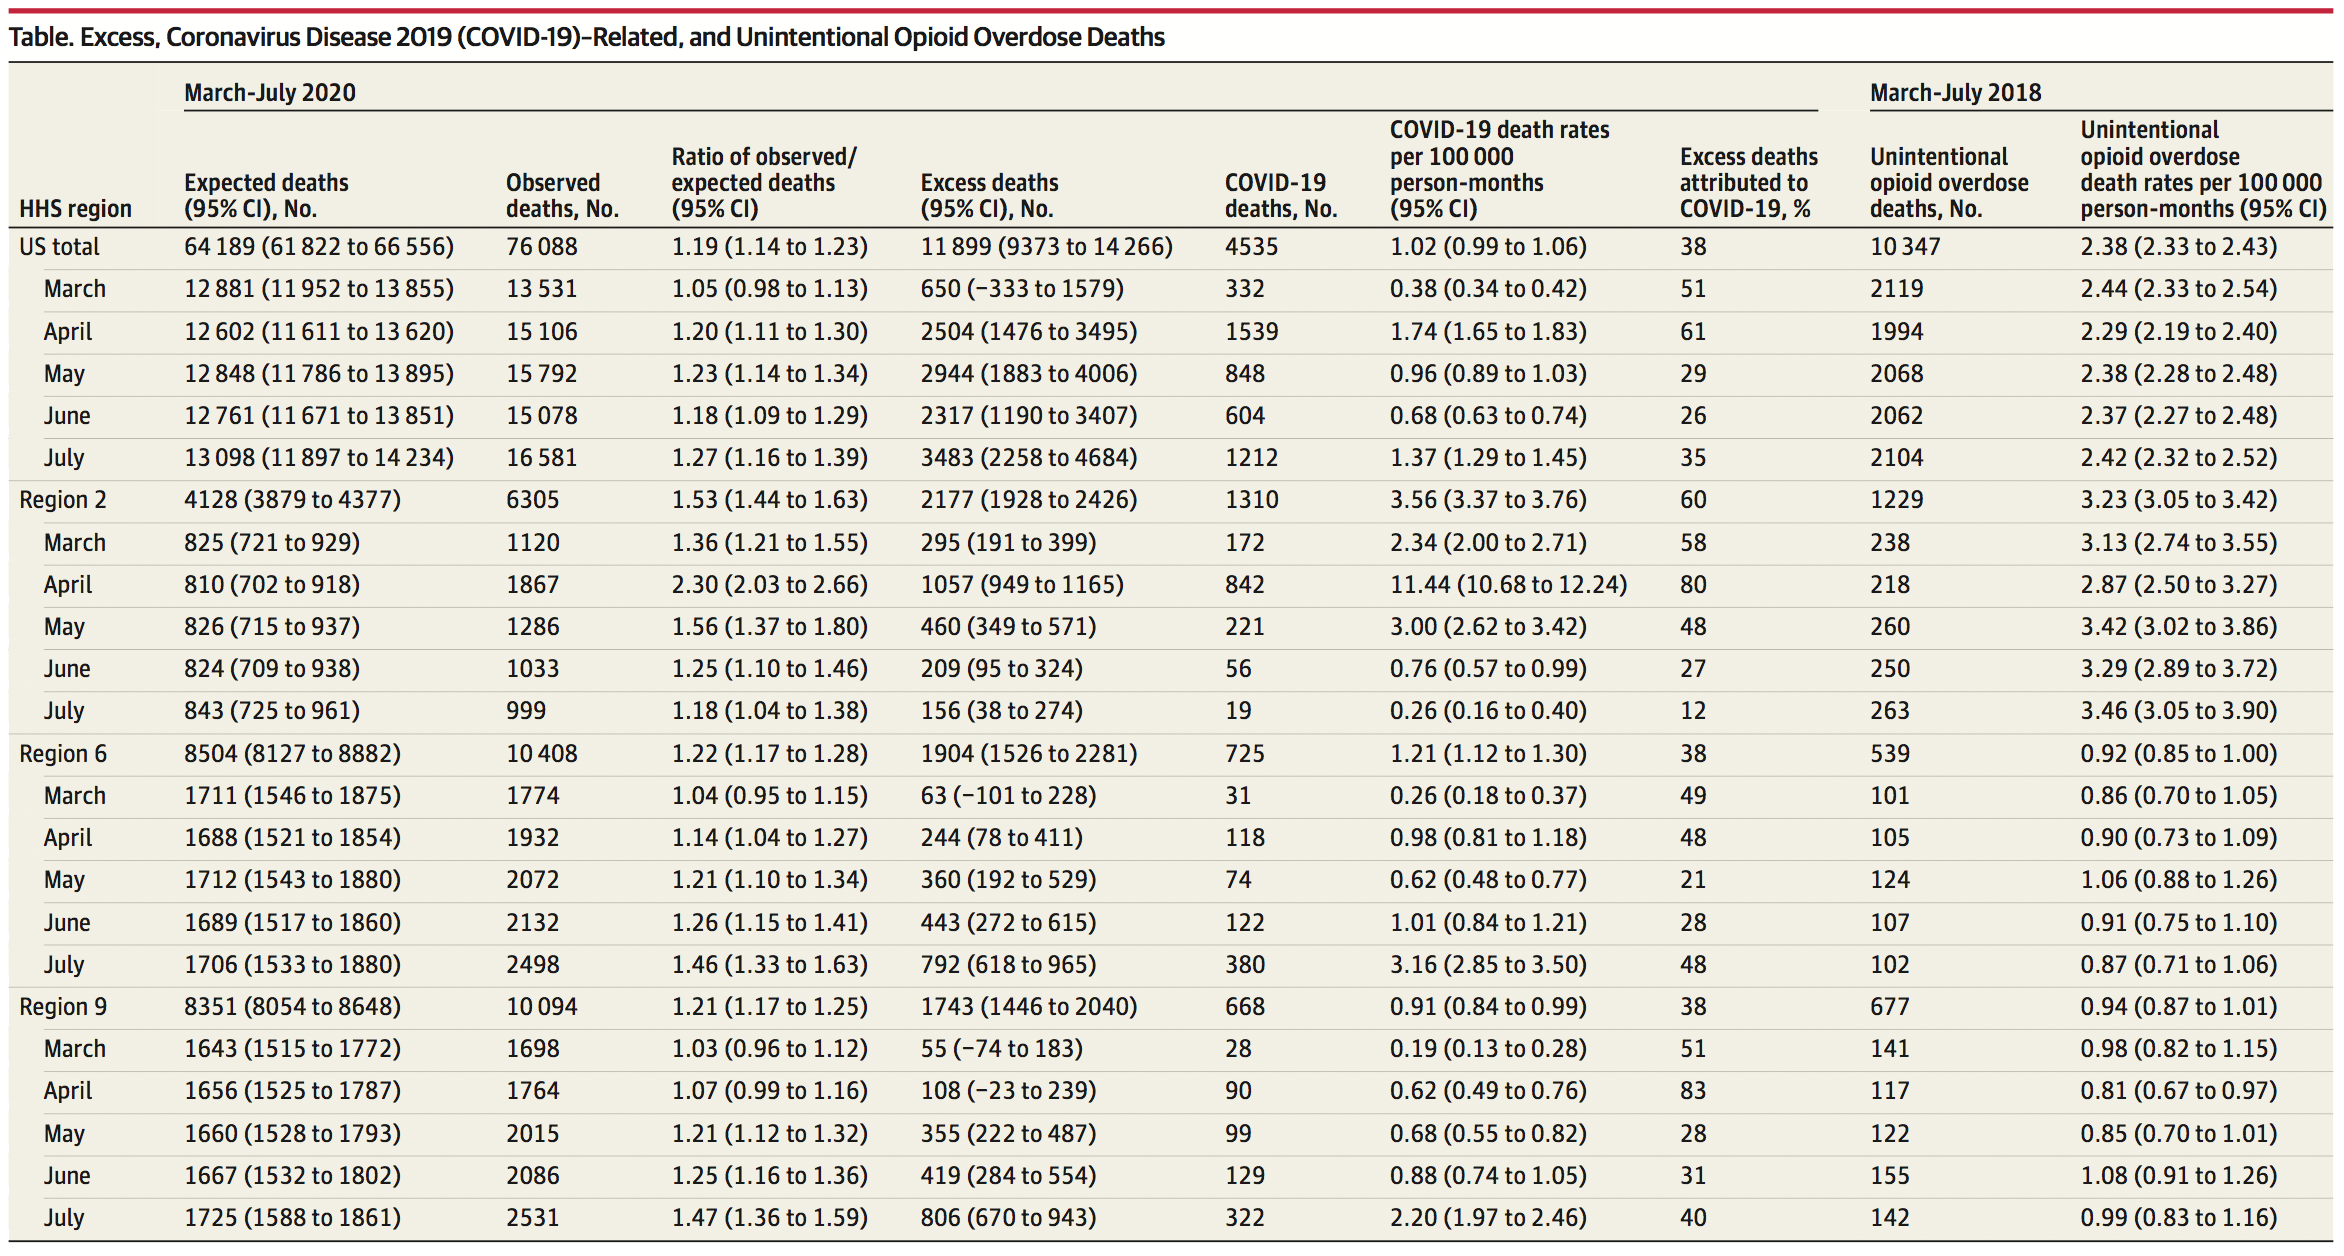 Table. Excess, Coronavirus Disease 2019 (COVID-19)–Related, and Unintentional Opioid Overdose Deaths
March-July 2020 March-July 2018
HHS region
Expected deaths
(95% CI), No.
Observed
deaths, No.
Ratio of observed/
expected deaths
(95% CI)
Excess deaths
(95% CI), No.
COVID-19
deaths, No.
COVID-19 death rates
per 100 000
person-months
(95% CI)
Excess deaths
attributed to
COVID-19, %
Unintentional
opioid overdose
deaths, No.
Unintentional
opioid overdose
death rates per 100 000
person-months (95% CI)
US total 64 189 (61 822 to 66 556) 76 088 1.19 (1.14 to 1.23) 11 899 (9373 to 14 266) 4535 1.02 (0.99 to 1.06) 38 10 347 2.38 (2.33 to 2.43)
March 12 881 (11 952 to 13 855) 13 531 1.05 (0.98 to 1.13) 650 (−333 to 1579) 332 0.38 (0.34 to 0.42) 51 2119 2.44 (2.33 to 2.54)
April 12 602 (11 611 to 13 620) 15 106 1.20 (1.11 to 1.30) 2504 (1476 to 3495) 1539 1.74 (1.65 to 1.83) 61 1994 2.29 (2.19 to 2.40)
May 12 848 (11 786 to 13 895) 15 792 1.23 (1.14 to 1.34) 2944 (1883 to 4006) 848 0.96 (0.89 to 1.03) 29 2068 2.38 (2.28 to 2.48)
June 12 761 (11 671 to 13 851) 15 078 1.18 (1.09 to 1.29) 2317 (1190 to 3407) 604 0.68 (0.63 to 0.74) 26 2062 2.37 (2.27 to 2.48)
July 13 098 (11 897 to 14 234) 16 581 1.27 (1.16 to 1.39) 3483 (2258 to 4684) 1212 1.37 (1.29 to 1.45) 35 2104 2.42 (2.32 to 2.52)
Region 2 4128 (3879 to 4377) 6305 1.53 (1.44 to 1.63) 2177 (1928 to 2426) 1310 3.56 (3.37 to 3.76) 60 1229 3.23 (3.05 to 3.42)
March 825 (721 to 929) 1120 1.36 (1.21 to 1.55) 295 (191 to 399) 172 2.34 (2.00 to 2.71) 58 238 3.13 (2.74 to 3.55)
April 810 (702 to 918) 1867 2.30 (2.03 to 2.66) 1057 (949 to 1165) 842 11.44 (10.68 to 12.24) 80 218 2.87 (2.50 to 3.27)
May 826 (715 to 937) 1286 1.56 (1.37 to 1.80) 460 (349 to 571) 221 3.00 (2.62 to 3.42) 48 260 3.42 (3.02 to 3.86)
June 824 (709 to 938) 1033 1.25 (1.10 to 1.46) 209 (95 to 324) 56 0.76 (0.57 to 0.99) 27 250 3.29 (2.89 to 3.72)
July 843 (725 to 961) 999 1.18 (1.04 to 1.38) 156 (38 to 274) 19 0.26 (0.16 to 0.40) 12 263 3.46 (3.05 to 3.90)
Region 6 8504 (8127 to 8882) 10 408 1.22 (1.17 to 1.28) 1904 (1526 to 2281) 725 1.21 (1.12 to 1.30) 38 539 0.92 (0.85 to 1.00)
March 1711 (1546 to 1875) 1774 1.04 (0.95 to 1.15) 63 (−101 to 228) 31 0.26 (0.18 to 0.37) 49 101 0.86 (0.70 to 1.05)
April 1688 (1521 to 1854) 1932 1.14 (1.04 to 1.27) 244 (78 to 411) 118 0.98 (0.81 to 1.18) 48 105 0.90 (0.73 to 1.09)
May 1712 (1543 to 1880) 2072 1.21 (1.10 to 1.34) 360 (192 to 529) 74 0.62 (0.48 to 0.77) 21 124 1.06 (0.88 to 1.26)
June 1689 (1517 to 1860) 2132 1.26 (1.15 to 1.41) 443 (272 to 615) 122 1.01 (0.84 to 1.21) 28 107 0.91 (0.75 to 1.10)
July 1706 (1533 to 1880) 2498 1.46 (1.33 to 1.63) 792 (618 to 965) 380 3.16 (2.85 to 3.50) 48 102 0.87 (0.71 to 1.06)
Region 9 8351 (8054 to 8648) 10 094 1.21 (1.17 to 1.25) 1743 (1446 to 2040) 668 0.91 (0.84 to 0.99) 38 677 0.94 (0.87 to 1.01)
March 1643 (1515 to 1772) 1698 1.03 (0.96 to 1.12) 55 (−74 to 183) 28 0.19 (0.13 to 0.28) 51 141 0.98 (0.82 to 1.15)
April 1656 (1525 to 1787) 1764 1.07 (0.99 to 1.16) 108 (−23 to 239) 90 0.62 (0.49 to 0.76) 83 117 0.81 (0.67 to 0.97)
May 1660 (1528 to 1793) 2015 1.21 (1.12 to 1.32) 355 (222 to 487) 99 0.68 (0.55 to 0.82) 28 122 0.85 (0.70 to 1.01)
June 1667 (1532 to 1802) 2086 1.25 (1.16 to 1.36) 419 (284 to 554) 129 0.88 (0.74 to 1.05) 31 155 1.08 (0.91 to 1.26)
July 1725 (1588 to 1861) 2531 1.47 (1.36 to 1.59) 806 (670 to 943) 322 2.20 (1.97 to 2.46) 40 142 0.99 (0.83 to 1.16)